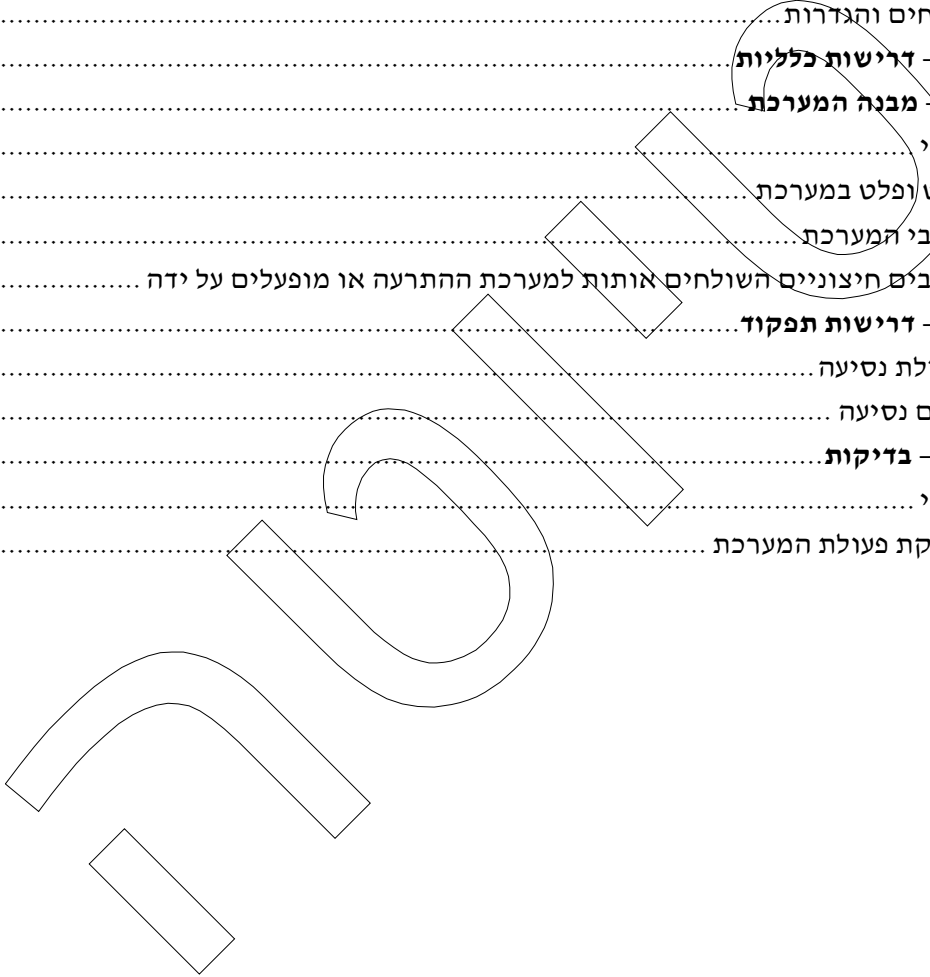 חים והגדרות
– דרישות כלליות
– מבנה המערכת
י
ש ופלט במערכת
בי המערכת
בים חיצוניים השולחים אותות למערכת ההתרעה או מופעלים על ידה
– דרישות תפקוד
לת נסיעה
ם נסיעה
– בדיקות
י
קת פעולת המערכת
טיוטה